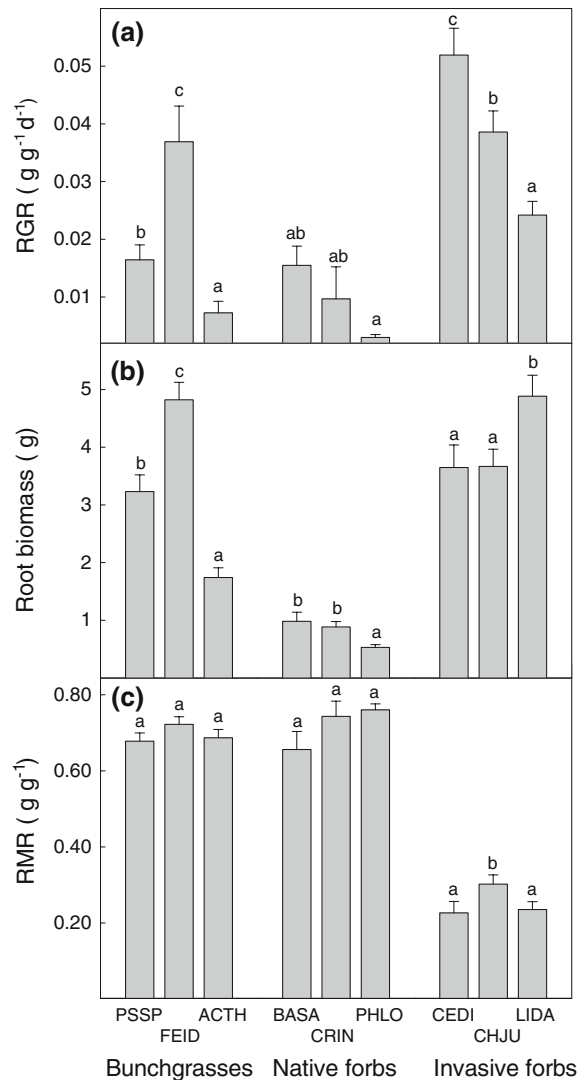 (a)
RGR ( g g-1 d-1)
0.05
0.04
0.03
0.02
0.01
b
c
a
ab
ab
a
c
b
a
(b)
Root biomass ( g)
5
4
3
2
1
b
c
a
b
b
a
a
a
b
(c)
RMR ( g g-1)
0.80
0.60
0.40
0.20
a
a
a
a
a
a
a
b
a
PSSP ACTH BASA PHLO CEDI LIDA
FEID CRIN CHJU
Bunchgrasses Native forbs Invasive forbs